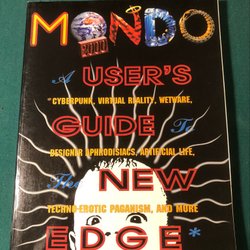 MONDO
2000
A USER'S
*CYBERPUNK, VIRTUAL REALITY, WETWARE,
GUIDE To
DESIGNER APHRODISIACS, ARTIFICIAL LIFE,
The NEW
TECHNO-EROTIC PAGANISM, AND MORE
EDGE*